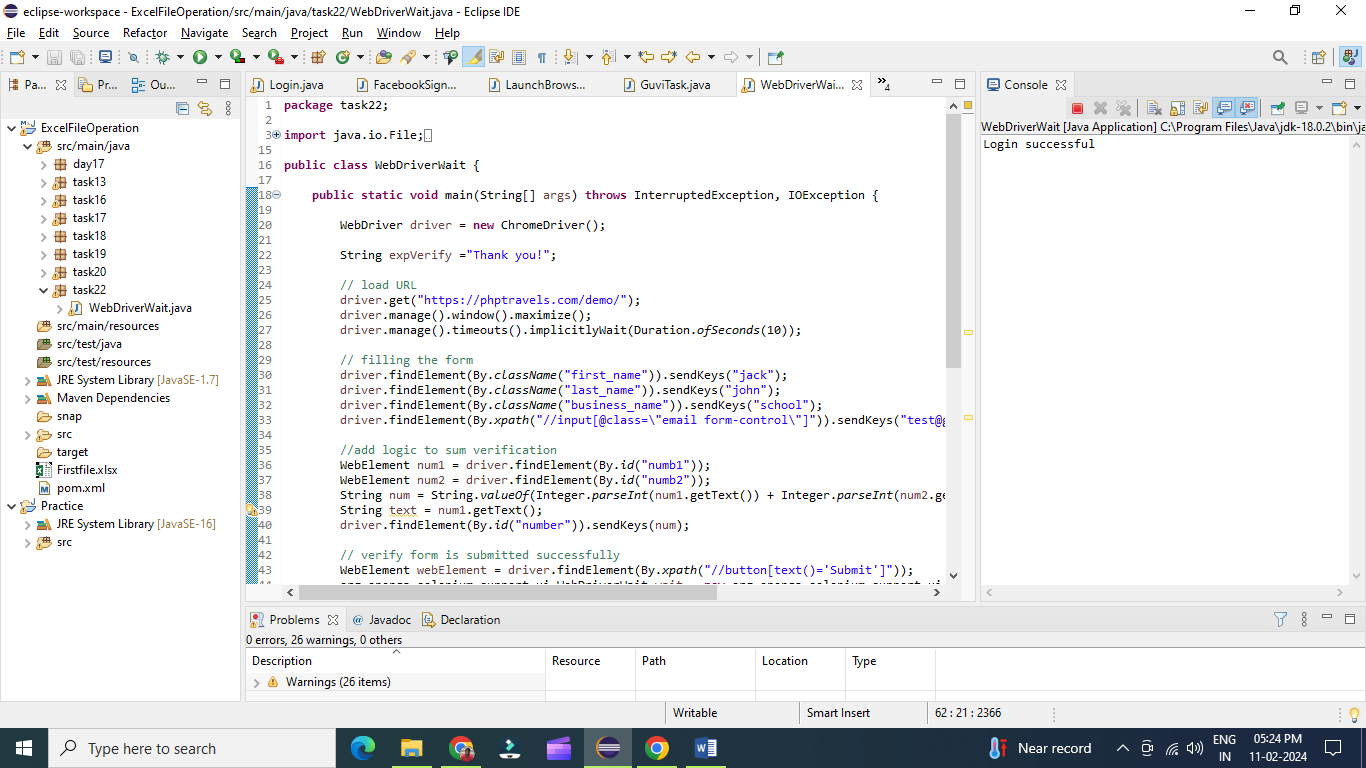 eclipse-workspace - ExcelFileOperation/src/main/java/task22/WebDriverWait.java - Eclipse IDE
File Edit Source Refactor Navigate Search Project Run Window Help
Pa... Pr... Ou...
ExcelFileOperation
src/main/java
day17
task13
task16
task17
task18
task19
task20
task22
WebDriverWait.java
src/main/resources
src/test/java
src/test/resources
JRE System Library [JavaSE-1.7]
Maven Dependencies
snap
src
target
Firstfile.xlsx
pom.xml
Practice
JRE System Library [JavaSE-16]
src
Login.java FacebookSign... LaunchBrows... GuviTask.java WebDriverWai... 4
1 package task22;
2
3 import java.io.File;
15
16 public class WebDriverWait {
17
18 public static void main(String[] args) throws InterruptedException, IOException {
19
20 WebDriver driver = new ChromeDriver();
21
22 String expVerify ="Thank you!";
23
24 // load URL
25 driver.get("https://phptravels.com/demo/");
26 driver.manage().window().maximize();
27 driver.manage().timeouts().implicitlyWait(Duration.ofSeconds(10));
28
29 // filling the form
30 driver.findElement(By.className("first_name")).sendKeys("jack");
31 driver.findElement(By.className("last_name")).sendKeys("john");
32 driver.findElement(By.className("business_name")).sendKeys("school");
33 driver.findElement(By.xpath("//input[@class=\"email form-control\"]")).sendKeys("test@g
34
35 //add logic to sum verification
36 WebElement num1 = driver.findElement(By.id("numb1"));
37 WebElement num2 = driver.findElement(By.id("numb2"));
38 String num = String.valueOf(Integer.parseInt(num1.getText()) + Integer.parseInt(num2.ge
39 String text = num1.getText();
40 driver.findElement(By.id("number")).sendKeys(num);
41
42 // verify form is submitted successfully
43 WebElement webElement = driver.findElement(By.xpath("//button[text()='Submit']"));
Console
WebDriverWait [Java Application] C:\Program Files\Java\jdk-18.0.2\bin\ja
Login successful
Problems Javadoc Declaration
0 errors, 26 warnings, 0 others
Description Resource Path Location Type
Warnings (26 items)
Writable Smart Insert 62 : 21 : 2366
Type here to search
Near record
ENG
IN
05:24 PM
11-02-2024